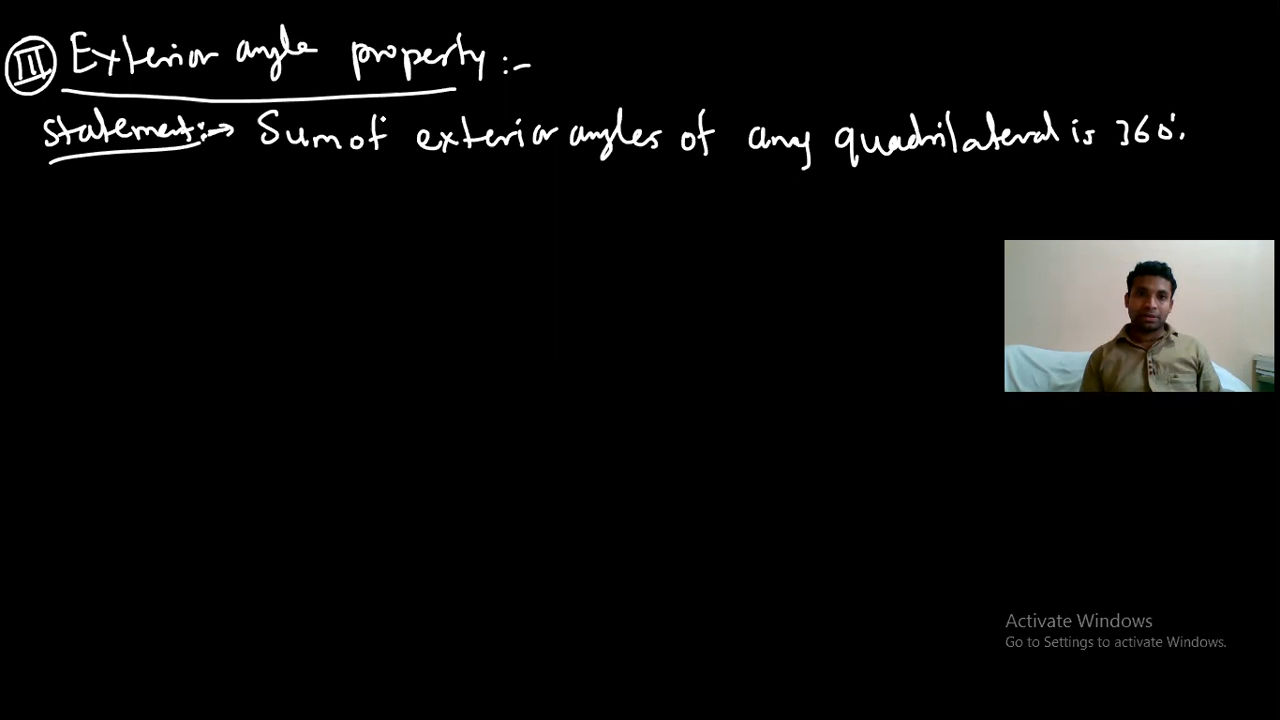 III Exterior angle property :-
Statement :→ Sum of exterior angles of any quadrilateral is 360°.
Activate Windows
Go to Settings to activate Windows.